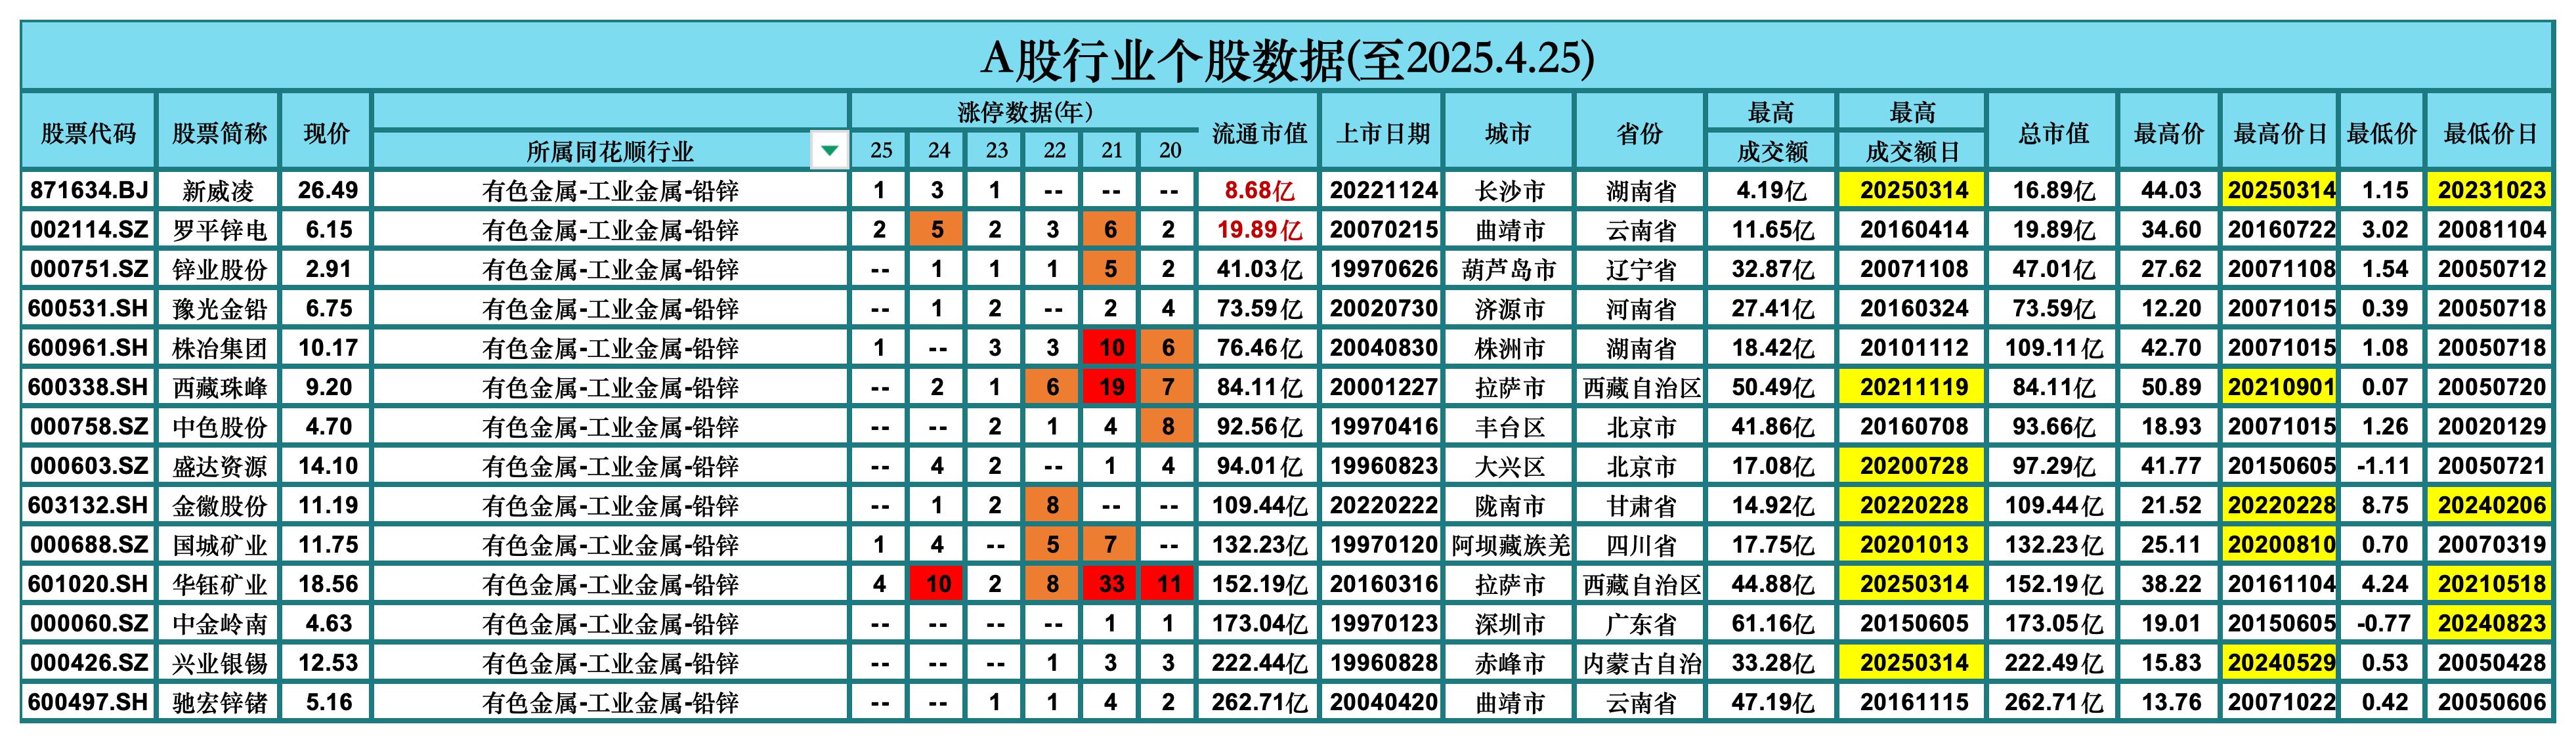 A股行业个股数据(至2025.4.25)
股票代码 股票简称 现价 所属同花顺行业 涨停数据(年) 25 24 23 22 21 20 流通市值 上市日期 城市 省份 最高成交额 最高成交额日 总市值 最高价 最高价日 最低价 最低价日
871634.BJ 新威凌 26.49 有色金属-工业金属-铅锌 1 3 1 -- -- -- 8.68亿 20221124 长沙市 湖南省 4.19亿 20250314 16.89亿 44.03 20250314 1.15 20231023
002114.SZ 罗平锌电 6.15 有色金属-工业金属-铅锌 2 5 2 3 6 2 19.89亿 20070215 曲靖市 云南省 11.65亿 20160414 19.89亿 34.60 20160722 3.02 20081104
000751.SZ 锌业股份 2.91 有色金属-工业金属-铅锌 -- 1 1 1 5 2 41.03亿 19970626 葫芦岛市 辽宁省 32.87亿 20071108 47.01亿 27.62 20071108 1.54 20050712
600531.SH 豫光金铅 6.75 有色金属-工业金属-铅锌 -- 1 2 -- 2 4 73.59亿 20020730 济源市 河南省 27.41亿 20160324 73.59亿 12.20 20071015 0.39 20050718
600961.SH 株冶集团 10.17 有色金属-工业金属-铅锌 1 -- 3 3 10 6 76.46亿 20040830 株洲市 湖南省 18.42亿 20101112 109.11亿 42.70 20071015 1.08 20050718
600338.SH 西藏珠峰 9.20 有色金属-工业金属-铅锌 -- 2 1 6 19 7 84.11亿 20001227 拉萨市 西藏自治区 50.49亿 20211119 84.11亿 50.89 20210901 0.07 20050720
000758.SZ 中色股份 4.70 有色金属-工业金属-铅锌 -- -- 2 1 4 8 92.56亿 19970416 丰台区 北京市 41.86亿 20160708 93.66亿 18.93 20071015 1.26 20020129
000603.SZ 盛达资源 14.10 有色金属-工业金属-铅锌 -- 4 2 -- 1 4 94.01亿 19960823 大兴区 北京市 17.08亿 20200728 97.29亿 41.77 20150605 -1.11 20050721
603132.SH 金徽股份 11.19 有色金属-工业金属-铅锌 -- 1 2 8 -- -- 109.44亿 20220222 陇南市 甘肃省 14.92亿 20220228 109.44亿 21.52 20220228 8.75 20240206
000688.SZ 国城矿业 11.75 有色金属-工业金属-铅锌 1 4 -- 5 7 -- 132.23亿 19970120 阿坝藏族羌 四川省 17.75亿 20201013 132.23亿 25.11 20200810 0.70 20070319
601020.SH 华钰矿业 18.56 有色金属-工业金属-铅锌 4 10 2 8 33 11 152.19亿 20160316 拉萨市 西藏自治区 44.88亿 20250314 152.19亿 38.22 20161104 4.24 20210518
000060.SZ 中金岭南 4.63 有色金属-工业金属-铅锌 -- -- -- -- 1 1 173.04亿 19970123 深圳市 广东省 61.16亿 20150605 173.05亿 19.01 20150605 -0.77 20240823
000426.SZ 兴业银锡 12.53 有色金属-工业金属-铅锌 -- -- -- 1 3 3 222.44亿 19960828 赤峰市 内蒙古自治 33.28亿 20250314 222.49亿 15.83 20240529 0.53 20050428
600497.SH 驰宏锌锗 5.16 有色金属-工业金属-铅锌 -- -- 1 1 4 2 262.71亿 20040420 曲靖市 云南省 47.19亿 20161115 262.71亿 13.76 20071022 0.42 20050606